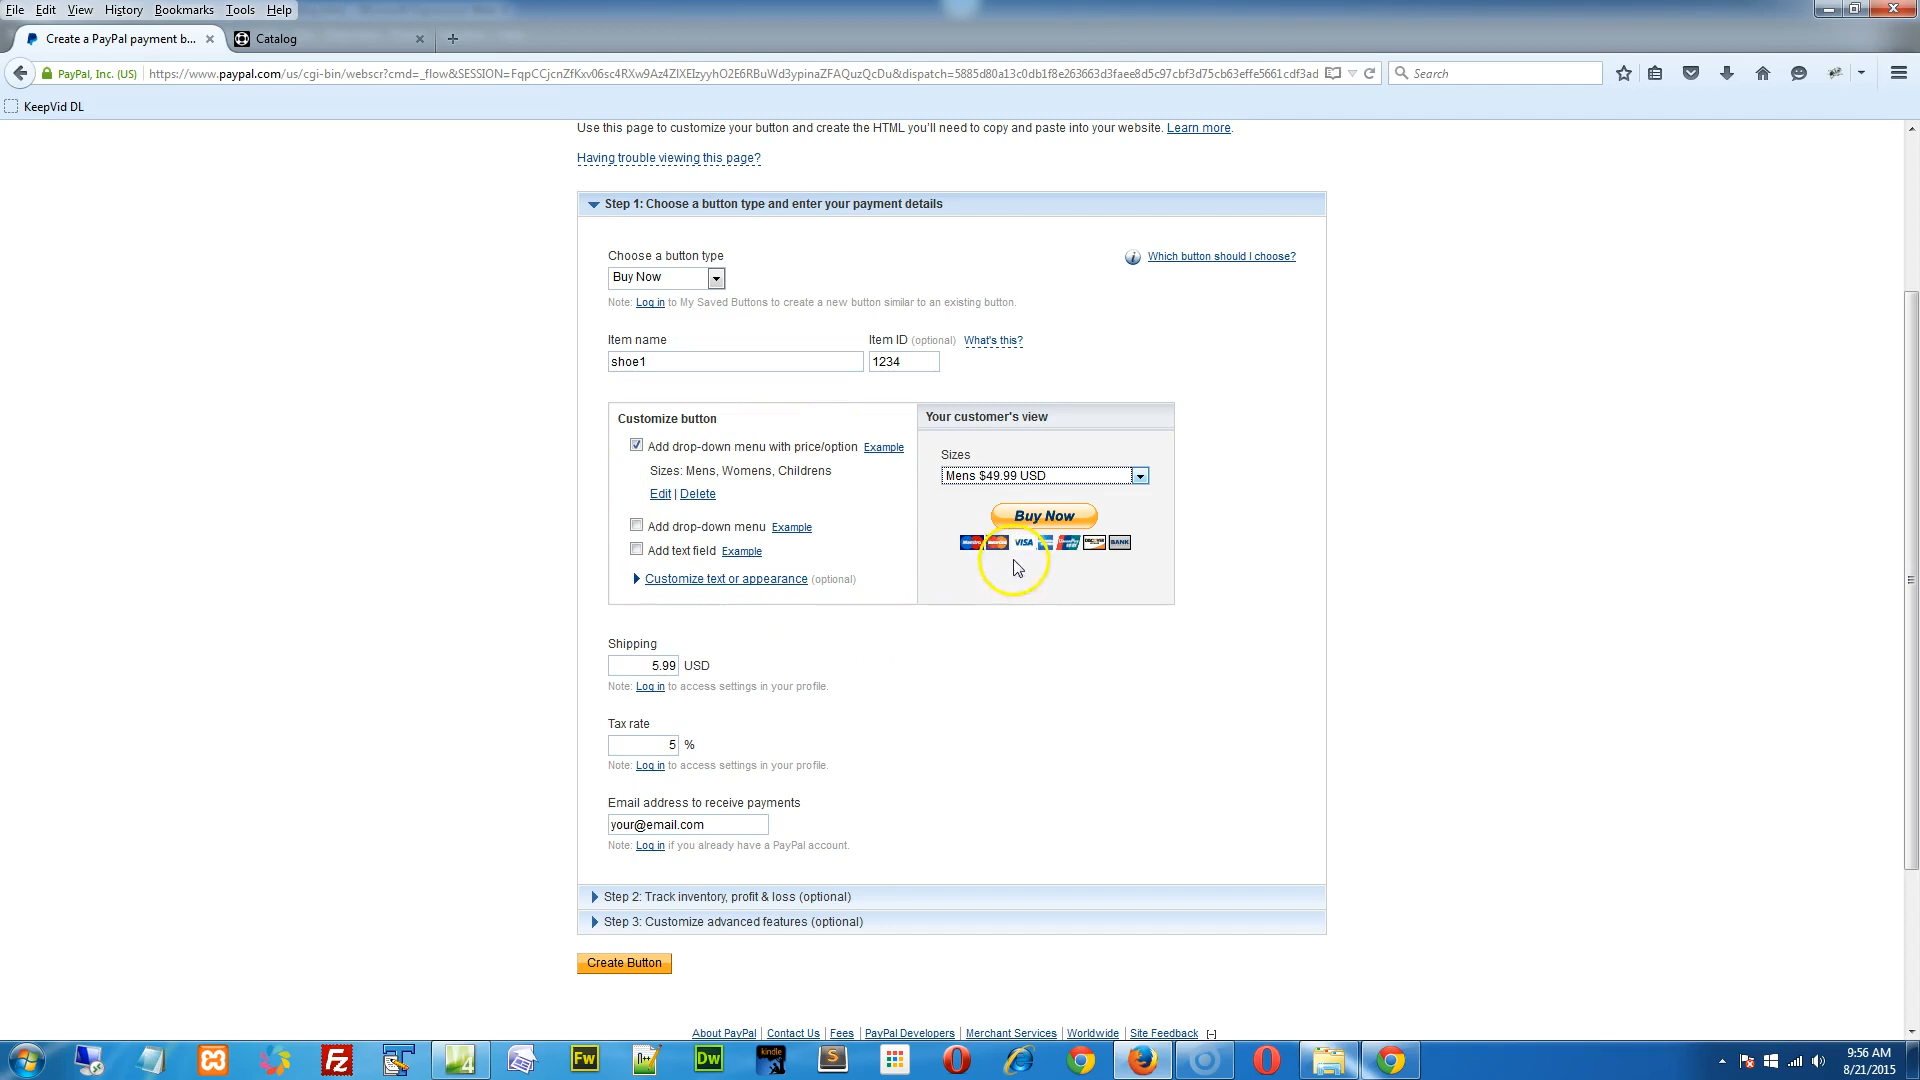 File Edit View History Bookmarks Tools Help
Create a PayPal payment b... Catalog
PayPal, Inc. (US) https://www.paypal.com/us/cgi-bin/webscr?cmd=_flow&SESSION=FqpCCjcnZfKxv06sc4RXw9Az4ZlXEIzyyhO2E6RBuWd3ypinaZFAQuzQcDu&dispatch=5885d80a13c0db1f8e263663d3faee8d5c97cbf3d75cb63effe5661cdf3ad Search
KeepVid DL
Use this page to customize your button and create the HTML you'll need to copy and paste into your website. Learn more.
Having trouble viewing this page?
Step 1: Choose a button type and enter your payment details
Choose a button type
Which button should I choose?
Buy Now
Note: Log in to My Saved Buttons to create a new button similar to an existing button.
Item name Item ID (optional) What's this?
shoe1 1234
Customize button Your customer's view
Add drop-down menu with price/option Example
Sizes
Sizes: Mens, Womens, Childrens
Mens $49.99 USD
Edit | Delete
Buy Now
Add drop-down menu Example
VISA BANK
Add text field Example
Customize text or appearance (optional)
Shipping
5.99 USD
Note: Log in to access settings in your profile.
Tax rate
5 %
Note: Log in to access settings in your profile.
Email address to receive payments
your@email.com
Note: Log in if you already have a PayPal account.
Step 2: Track inventory, profit & loss (optional)
Step 3: Customize advanced features (optional)
Create Button
About PayPal Contact Us Fees PayPal Developers Merchant Services Worldwide Site Feedback [–]
Fz 4 Fw Dw kindle S
9:56 AM
8/21/2015